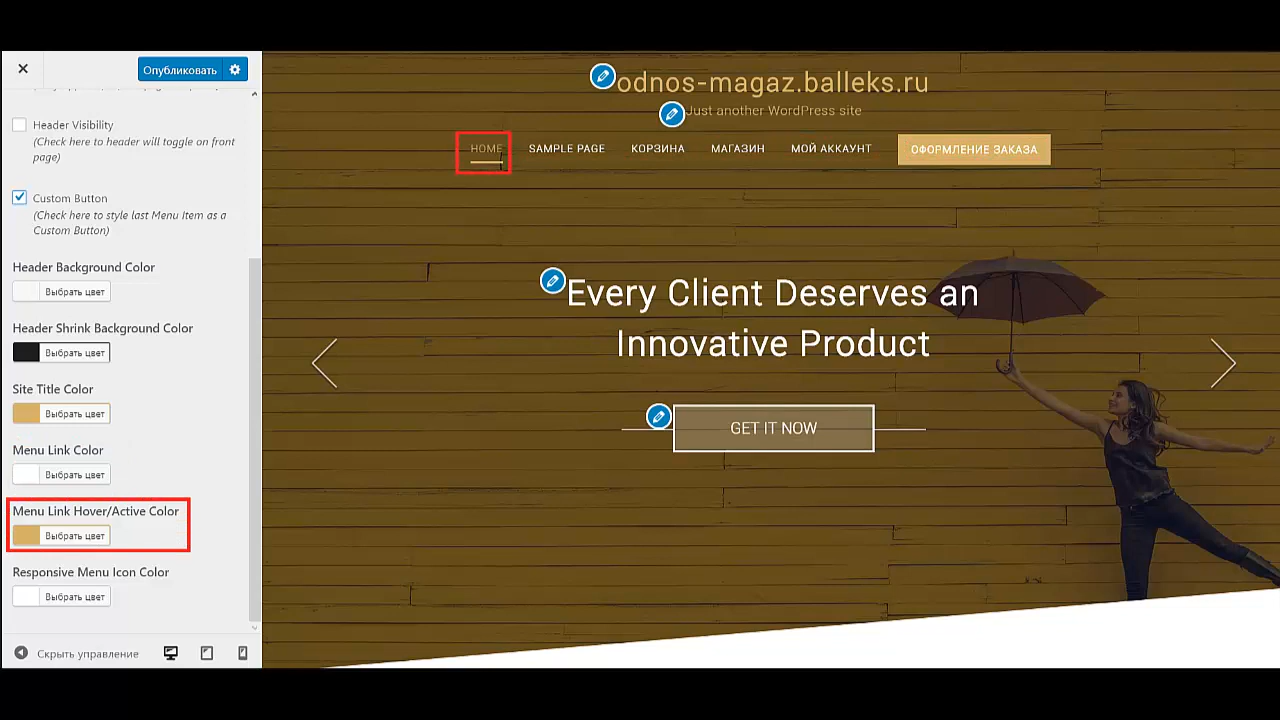 Опубликовать
Header Visibility
(Check here to header will toggle on front
page)
Custom Button
(Check here to style last Menu Item as a
Custom Button)
Header Background Color
Выбрать цвет
Header Shrink Background Color
Выбрать цвет
Site Title Color
Выбрать цвет
Menu Link Color
Выбрать цвет
Menu Link Hover/Active Color
Выбрать цвет
Responsive Menu Icon Color
Выбрать цвет
Скрыть управление
odnos-magaz.balleks.ru
Just another WordPress site
HOME SAMPLE PAGE КОРЗИНА МАГАЗИН МОЙ АККАУНТ ОФОРМЛЕНИЕ ЗАКАЗА
Every Client Deserves an
Innovative Product
GET IT NOW